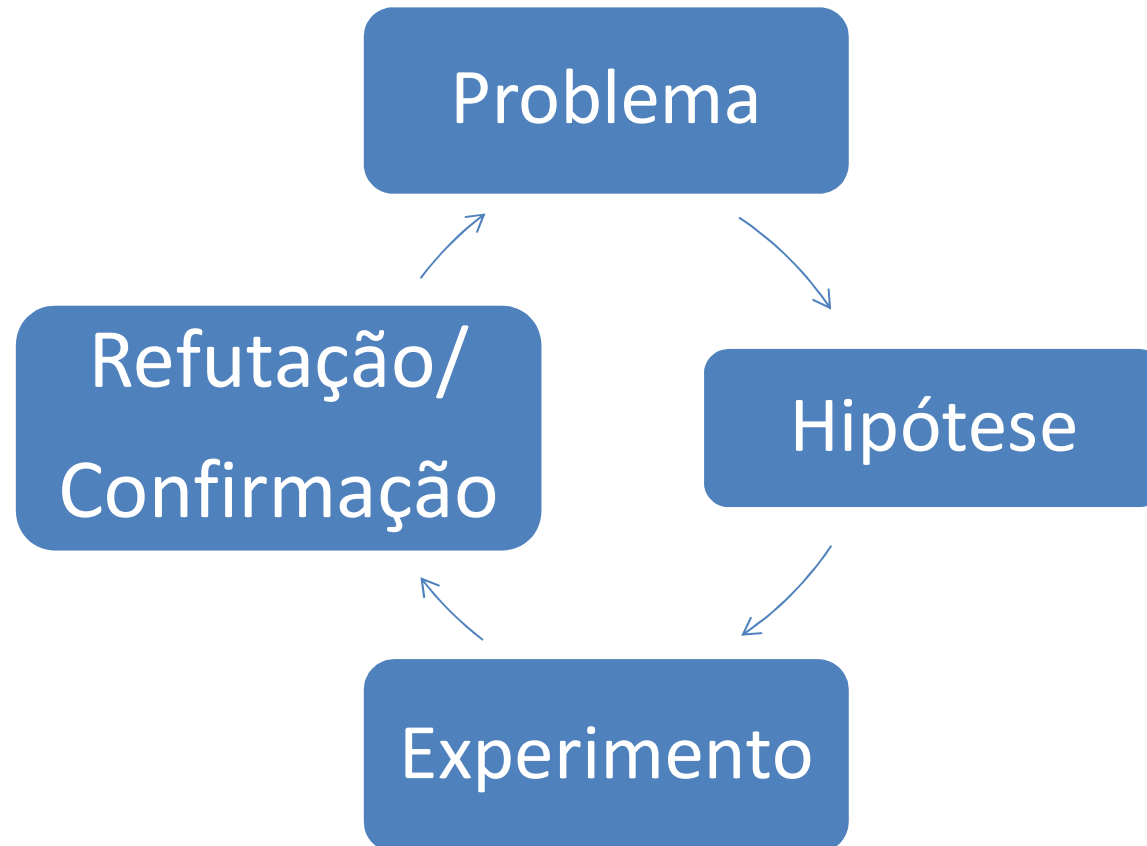 Problema
Hipótese
Experimento
Refutação/
Confirmação